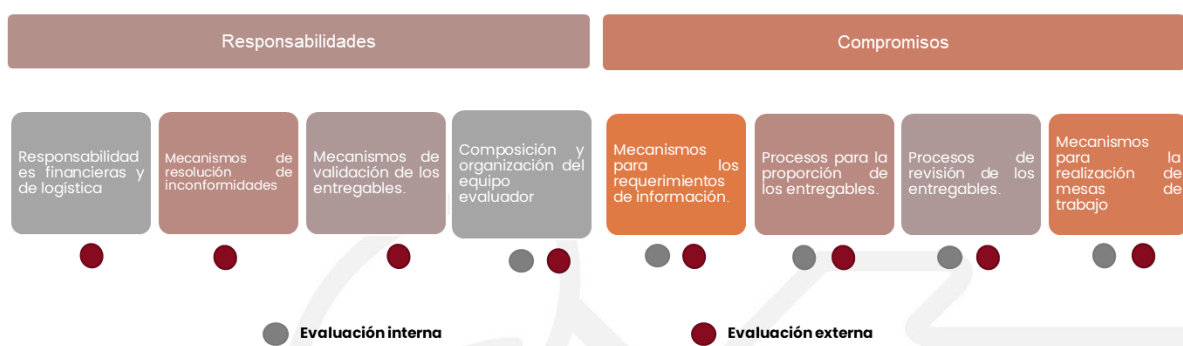 Responsabilidades
Compromisos
Responsabilidad
es financieras y
de logística
Mecanismos de
resolución de
inconformidades
Mecanismos de
validación de los
entregables.
Composición y
organización del
equipo
evaluador
Mecanismos
para los
requerimientos
de información.
Procesos para la
proporción de
los entregables.
Procesos de
revisión de los
entregables.
Mecanismos
para la
realización de
mesas de
trabajo
Evaluación interna
Evaluación externa